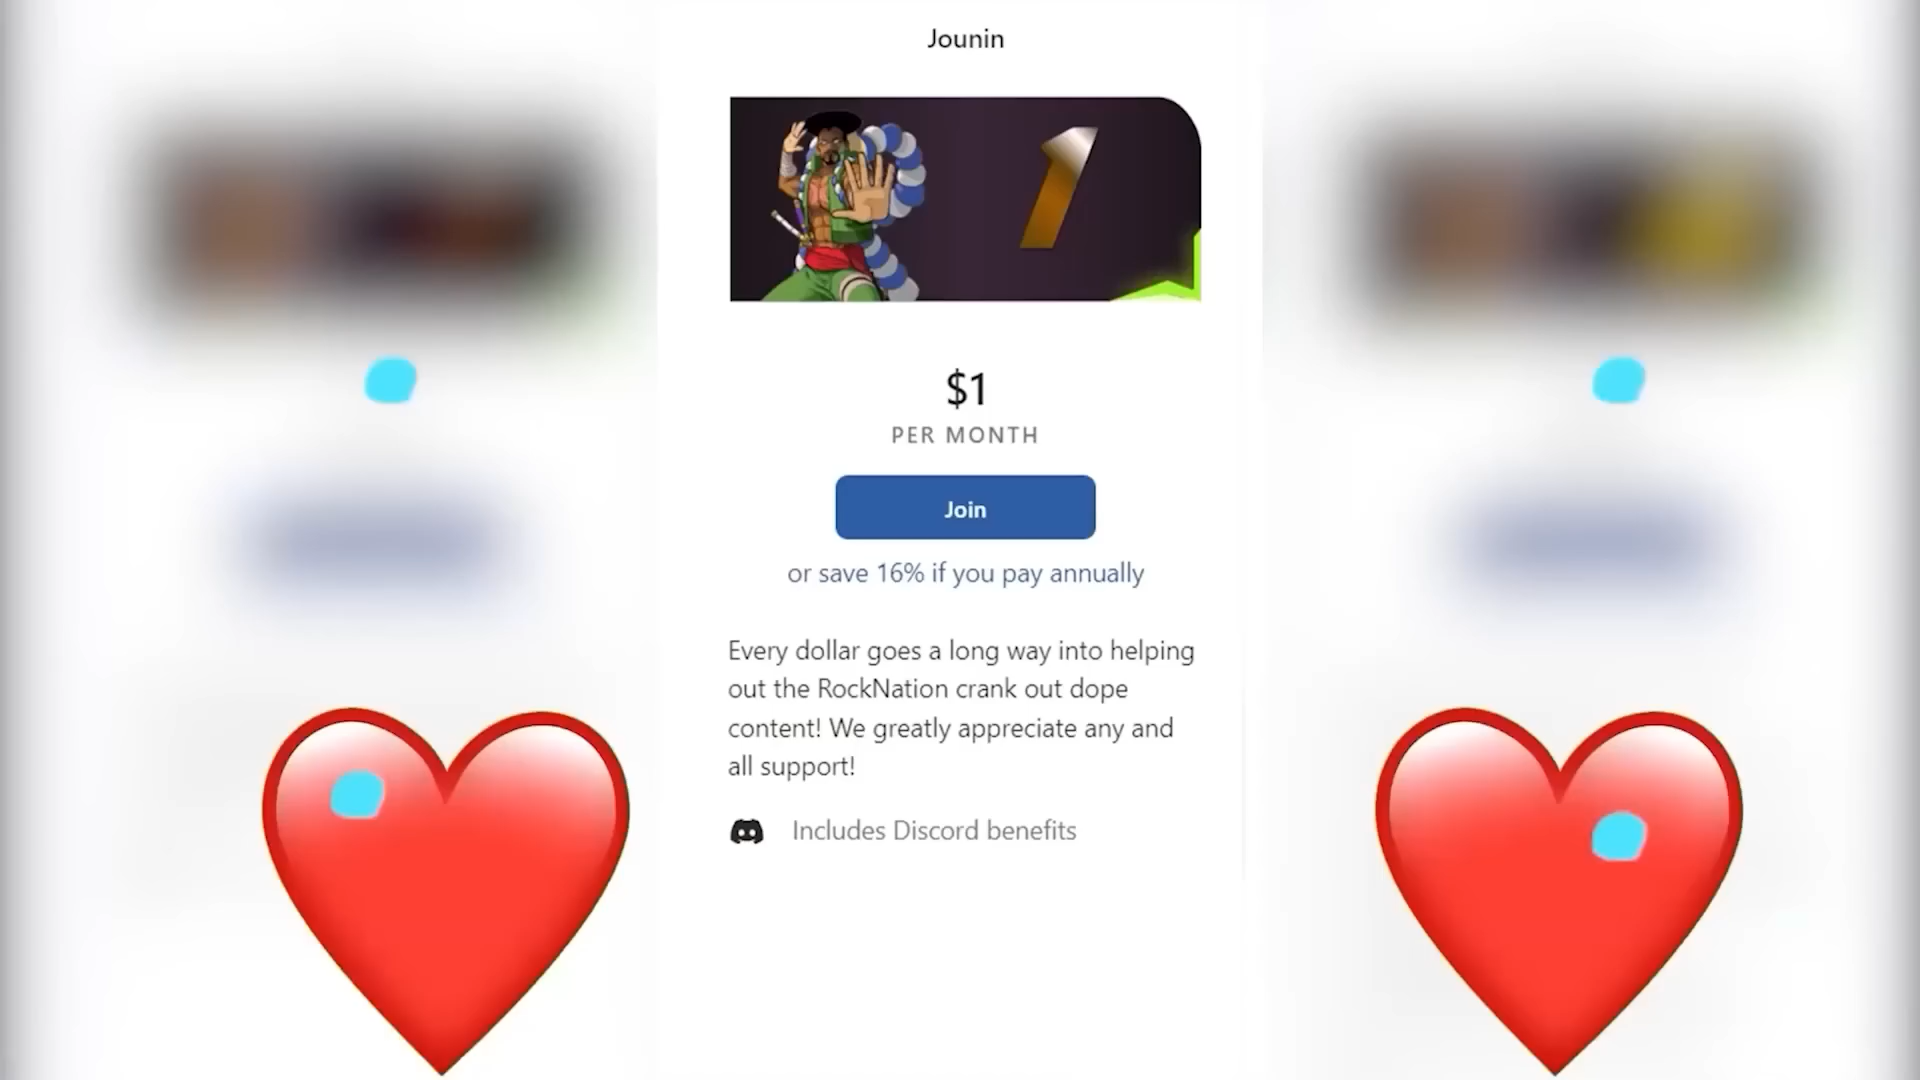 Jounin
1
$1
PER MONTH
Join
or save 16% if you pay annually
Every dollar goes a long way into helping
out the RockNation crank out dope
content! We greatly appreciate any and
all support!
Includes Discord benefits